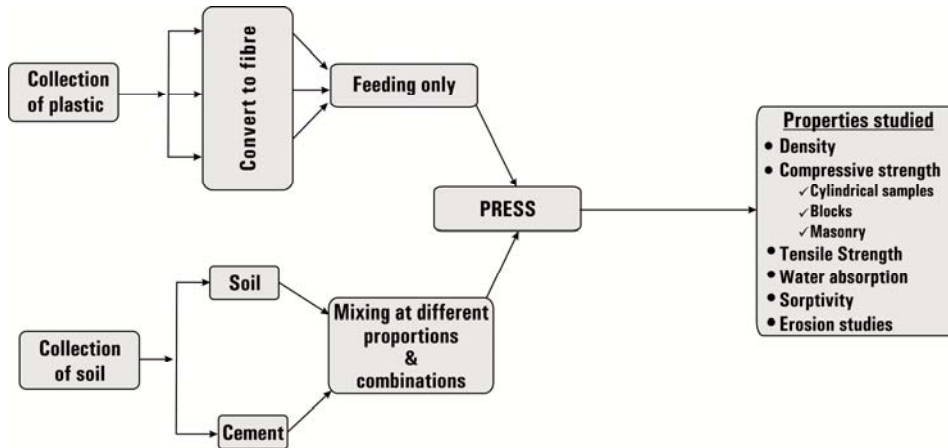 Collection
of plastic
Convert to fibre
Feeding only
PRESS
Collection
of soil
Soil
Cement
Mixing at different
proportions
&
combinations
Properties studied
• Density
• Compressive strength
✓Cylindrical samples
✓Blocks
✓Masonry
• Tensile Strength
• Water absorption
• Sorptivity
• Erosion studies